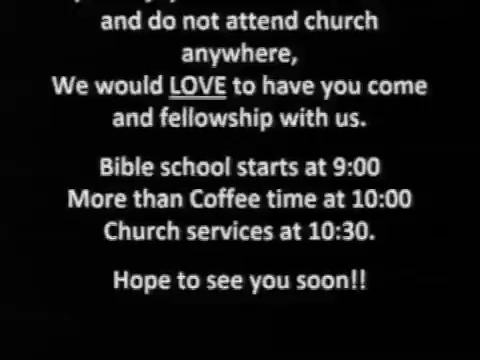 and do not attend church
anywhere,
We would LOVE to have you come
and fellowship with us.
Bible school starts at 9:00
More than Coffee time at 10:00
Church services at 10:30.
Hope to see you soon!!